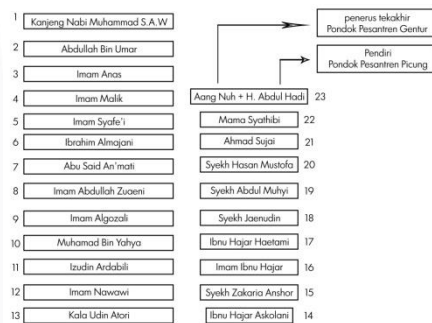 1 Kanjeng Nabi Muhammad S.A.W
2 Abdullah Bin Umar
3 Imam Anas
4 Imam Malik
5 Imam Syafe'i
6 Ibrahim Almajani
7 Abu Said An'mati
8 Imam Abdullah Zuaeni
9 Imam Algozali
10 Muhamad Bin Yahya
11 Izudin Ardabili
12 Imam Nawawi
13 Kala Udin Atori
penerus tekakhir
Pondok Pesantren Gentur
Pendiri
Pondok Pesantren Picung
Aang Nuh + H. Abdul Hadi 23
Mama Syathibi 22
Ahmad Sujai 21
Syekh Hasan Mustofa 20
Syekh Abdul Muhyi 19
Syekh Jaenudin 18
Ibnu Hajar Haetami 17
Imam Ibnu Hajar 16
Syekh Zakaria Anshor 15
Ibnu Hajar Askolani 14